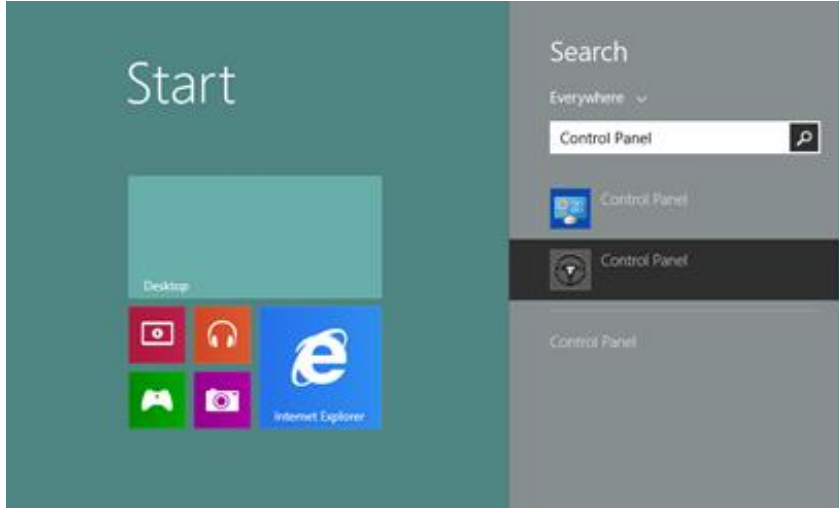 Start
Desktop
Internet Explorer
Search
Everywhere
Control Panel
Control Panel
Control Panel
Control Panel